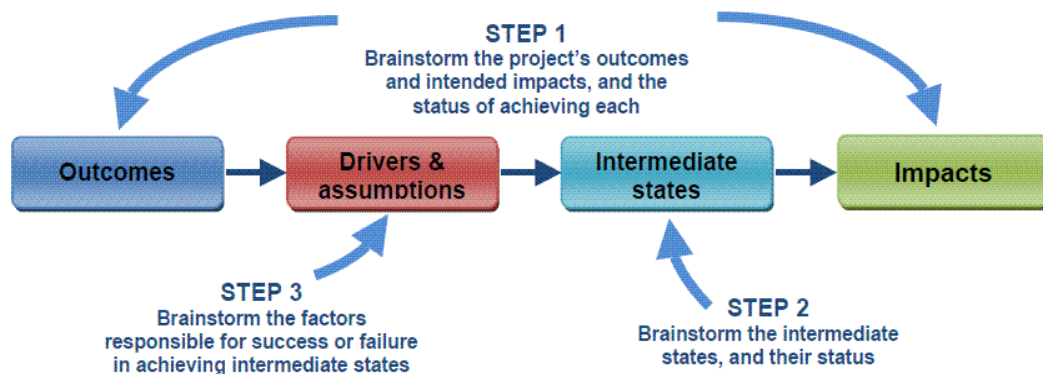 STEP 1
Brainstorm the project's outcomes
and intended impacts, and the
status of achieving each
Outcomes
Drivers &
assumptions
Intermediate
states
Impacts
STEP 3
Brainstorm the factors
responsible for success or failure
in achieving intermediate states
STEP 2
Brainstorm the intermediate
states, and their status